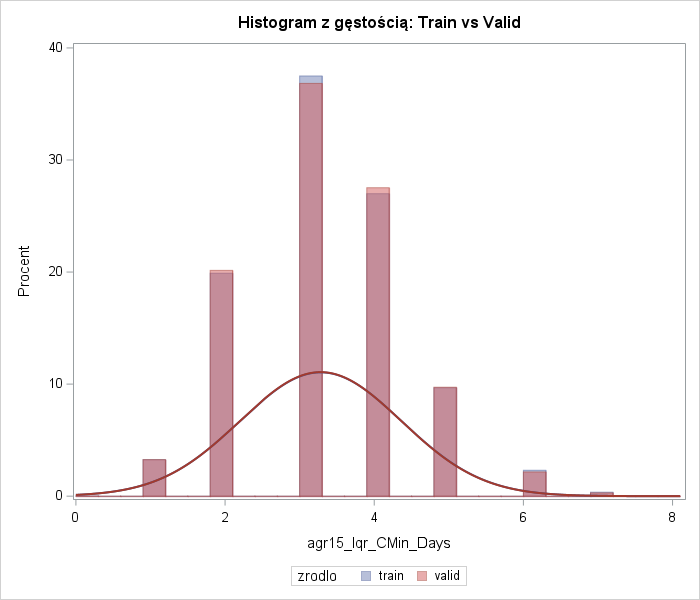 Histogram z gęstością: Train vs Valid
40
30
20
10
0
Procent
0 2 4 6 8
agr15_Iqr_CMin_Days
zrodlo train valid